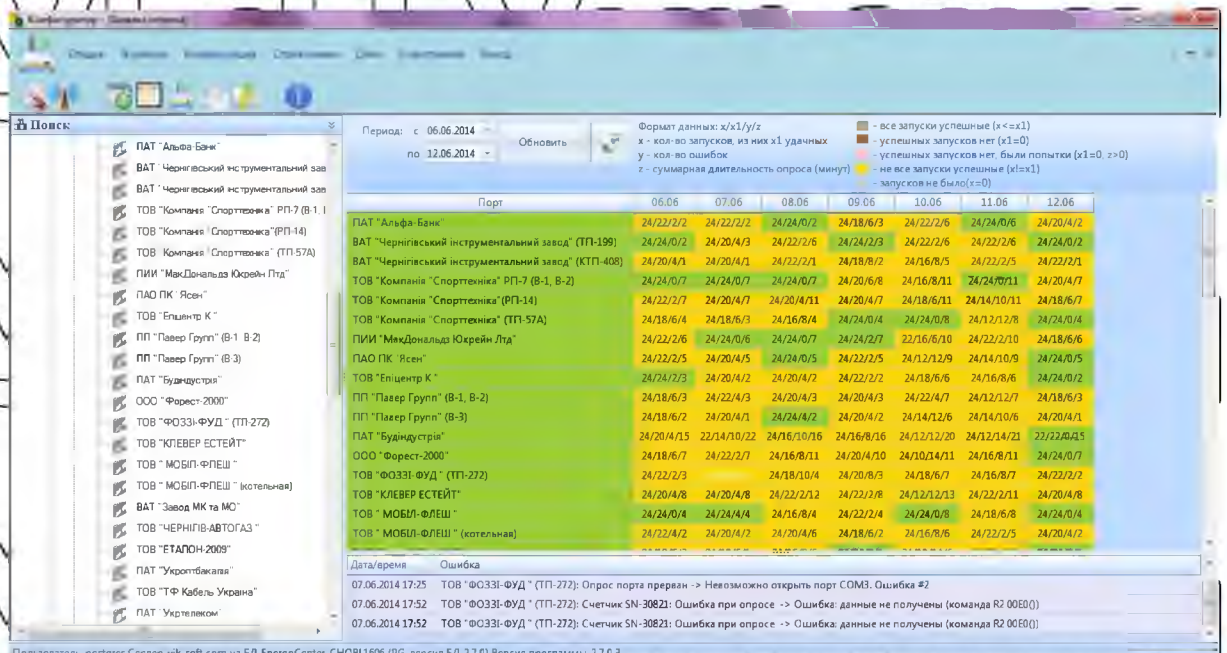 Конфигуратор
Поиск
ПАТ "Альфа-Банк"
ВАТ "Чернігівський інструментальний зав
ВАТ "Чернігівський інструментальний зав
ТОВ "Компанія "Спорттехніка" РП-7 (В-1, І
ТОВ "Компанія "Спорттехніка"(РП-14)
ТОВ "Компанія "Спорттехніка" (ТП-57А)
ПИИ "МакДональдз Юкрейн Лтд"
ПАО ПК "Ясен"
ТОВ "Епіцентр К "
ПП "Павер Групп" (В-1, В-2)
ПП "Павер Групп" (В-3)
ПАТ "Будіндустрія"
ООО "Форест-2000"
ТОВ "ФОЗЗІ-ФУД " (ТП-272)
ТОВ "КЛЕВЕР ЕСТЕЙТ"
ТОВ " МОБІЛ-ФЛЕШ "
ТОВ " МОБІЛ-ФЛЕШ " (котельная)
ВАТ "Завод МК та МО"
ТОВ "ЧЕРНІГІВ-АВТОГАЗ "
ТОВ "ЕТАЛОН-2009"
ПАТ "Укроптбакалія"
ТОВ "ТФ Кабель Україна"
ПАТ "Укртелеком"
Период: с 06.06.2014
по 12.06.2014
Обновить
Формат данных: x/x1/y/z
x - кол-во запусков, из них x1 удачных
y - кол-во ошибок
z - суммарная длительность опроса (минут)
- все запуски успешные (x<=x1)
- успешных запусков нет (x1=0)
- успешных запусков нет, были попытки (x1=0, z>0)
- не все запуски успешные (x!=x1)
- запусков не было(x=0)
Порт 06.06 07.06 08.06 09.06 10.06 11.06 12.06
ПАТ "Альфа-Банк" 24/22/2/2 24/22/2/2 24/24/0/2 24/18/6/3 24/22/2/6 24/24/0/6 24/20/4/2
ВАТ "Чернігівський інструментальний завод" (ТП-199) 24/24/0/2 24/20/4/3 24/22/2/6 24/24/2/3 24/22/2/6 24/22/2/6 24/24/0/2
ВАТ "Чернігівський інструментальний завод" (КТП-408) 24/20/4/1 24/20/4/1 24/22/2/1 24/18/8/2 24/16/8/5 24/22/2/5 24/22/2/1
ТОВ "Компанія "Спорттехніка" РП-7 (В-1, В-2) 24/24/0/7 24/24/0/7 24/24/0/7 24/20/6/8 24/16/8/11 24/24/0/11 24/20/4/7
ТОВ "Компанія "Спорттехніка"(РП-14) 24/22/2/7 24/20/4/7 24/20/4/11 24/20/4/7 24/18/6/11 24/14/10/11 24/18/6/7
ТОВ "Компанія "Спорттехніка" (ТП-57А) 24/18/6/4 24/18/6/3 24/16/8/4 24/24/0/4 24/24/0/8 24/12/12/8 24/24/0/4
ПИИ "МакДональдз Юкрейн Лтд" 24/22/2/6 24/24/0/6 24/24/0/7 24/24/2/7 22/16/6/10 24/22/2/10 24/18/6/6
ПАО ПК "Ясен" 24/22/2/5 24/20/4/5 24/24/0/5 24/22/2/5 24/12/12/9 24/14/10/9 24/24/0/5
ТОВ "Епіцентр К " 24/24/2/3 24/20/4/2 24/20/4/2 24/22/2/2 24/18/6/6 24/16/8/6 24/24/0/2
ПП "Павер Групп" (В-1, В-2) 24/18/6/3 24/22/4/3 24/20/4/3 24/20/4/3 24/22/4/7 24/12/12/7 24/18/6/3
ПП "Павер Групп" (В-3) 24/18/6/2 24/20/4/1 24/24/4/2 24/20/4/2 24/14/12/6 24/14/10/6 24/20/4/1
ПАТ "Будіндустрія" 24/20/4/15 22/14/10/22 24/16/10/16 24/16/8/16 24/12/12/20 24/12/14/21 22/22/0/15
ООО "Форест-2000" 24/18/6/7 24/22/2/7 24/16/8/11 24/20/4/10 24/10/14/11 24/16/8/11 24/24/0/7
ТОВ "ФОЗЗІ-ФУД " (ТП-272) 24/22/2/3 24/18/10/4 24/20/8/3 24/18/6/7 24/16/8/7 24/22/2/2
ТОВ "КЛЕВЕР ЕСТЕЙТ" 24/20/4/8 24/20/4/8 24/22/2/12 24/22/2/8 24/12/12/13 24/22/2/11 24/20/4/8
ТОВ " МОБІЛ-ФЛЕШ " 24/24/0/4 24/24/4/4 24/16/8/4 24/22/2/4 24/24/0/8 24/18/6/8 24/24/0/4
ТОВ " МОБІЛ-ФЛЕШ " (котельная) 24/22/4/2 24/20/4/2 24/20/4/6 24/18/6/2 24/16/8/6 24/22/2/5 24/20/4/2
Дата/время Ошибка
07.06.2014 17:25 ТОВ "ФОЗЗІ-ФУД " (ТП-272): Опрос порта прерван -> Невозможно открыть порт COM3. Ошибка #2
07.06.2014 17:52 ТОВ "ФОЗЗІ-ФУД " (ТП-272): Счетчик SN-30821: Ошибка при опросе -> Ошибка: данные не получены (команда R2 00E0())
07.06.2014 17:52 ТОВ "ФОЗЗІ-ФУД " (ТП-272): Счетчик SN-30821: Ошибка при опросе -> Ошибка: данные не получены (команда R2 00E0())